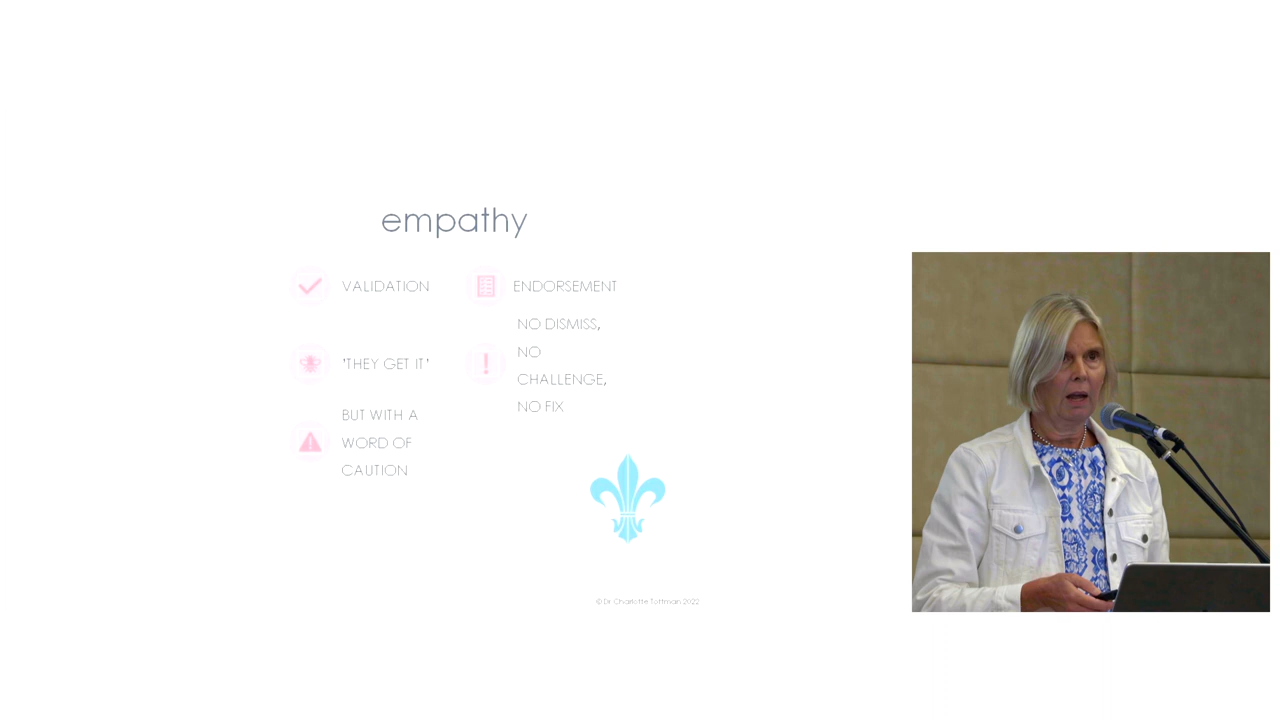 empathy
VALIDATION
ENDORSEMENT
'THEY GET IT'
NO DISMISS,
NO
CHALLENGE,
NO FIX
BUT WITH A
WORD OF
CAUTION
© Dr Charlotte Tottman 2022